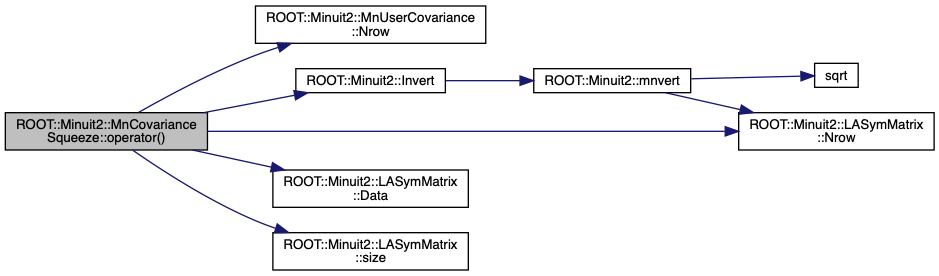 ROOT::Minuit2::MnUserCovariance
::Nrow
ROOT::Minuit2::Invert
ROOT::Minuit2::mnvert
sqrt
ROOT::Minuit2::MnCovariance
Squeeze::operator()
ROOT::Minuit2::LASymMatrix
::Nrow
ROOT::Minuit2::LASymMatrix
::Data
ROOT::Minuit2::LASymMatrix
::size